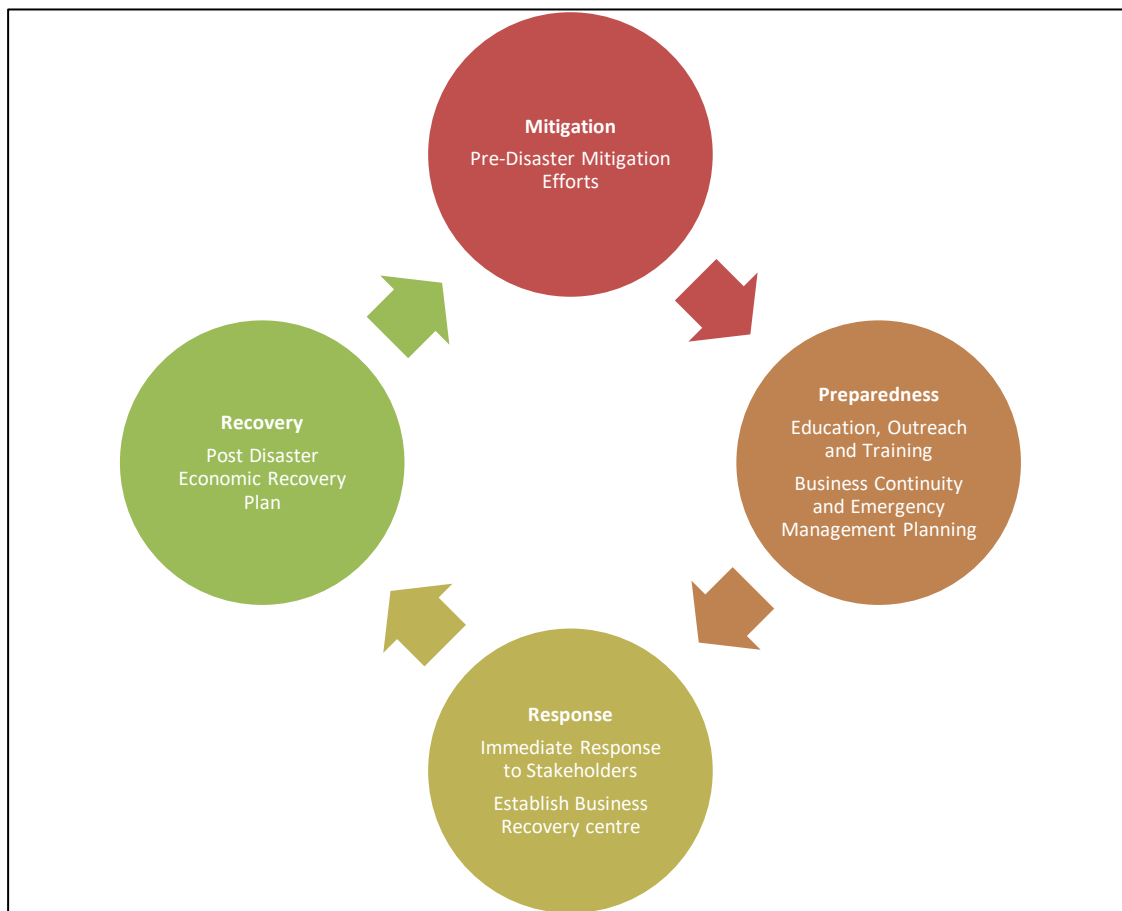 Mitigation
Pre-Disaster Mitigation
Efforts
Preparedness
Education, Outreach
and Training
Business Continuity
and Emergency
Management Planning
Response
Immediate Response
to Stakeholders
Establish Business
Recovery centre
Recovery
Post Disaster
Economic Recovery
Plan